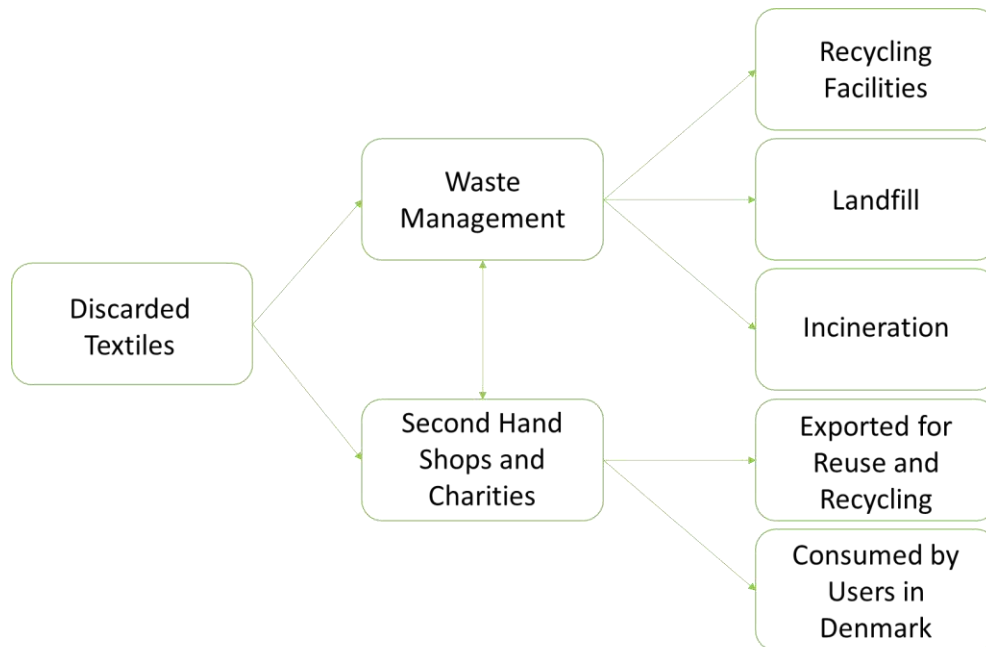 Recycling
Facilities
Waste
Management
Landfill
Discarded
Textiles
Incineration
Second Hand
Shops and
Charities
Exported for
Reuse and
Recycling
Consumed by
Users in
Denmark